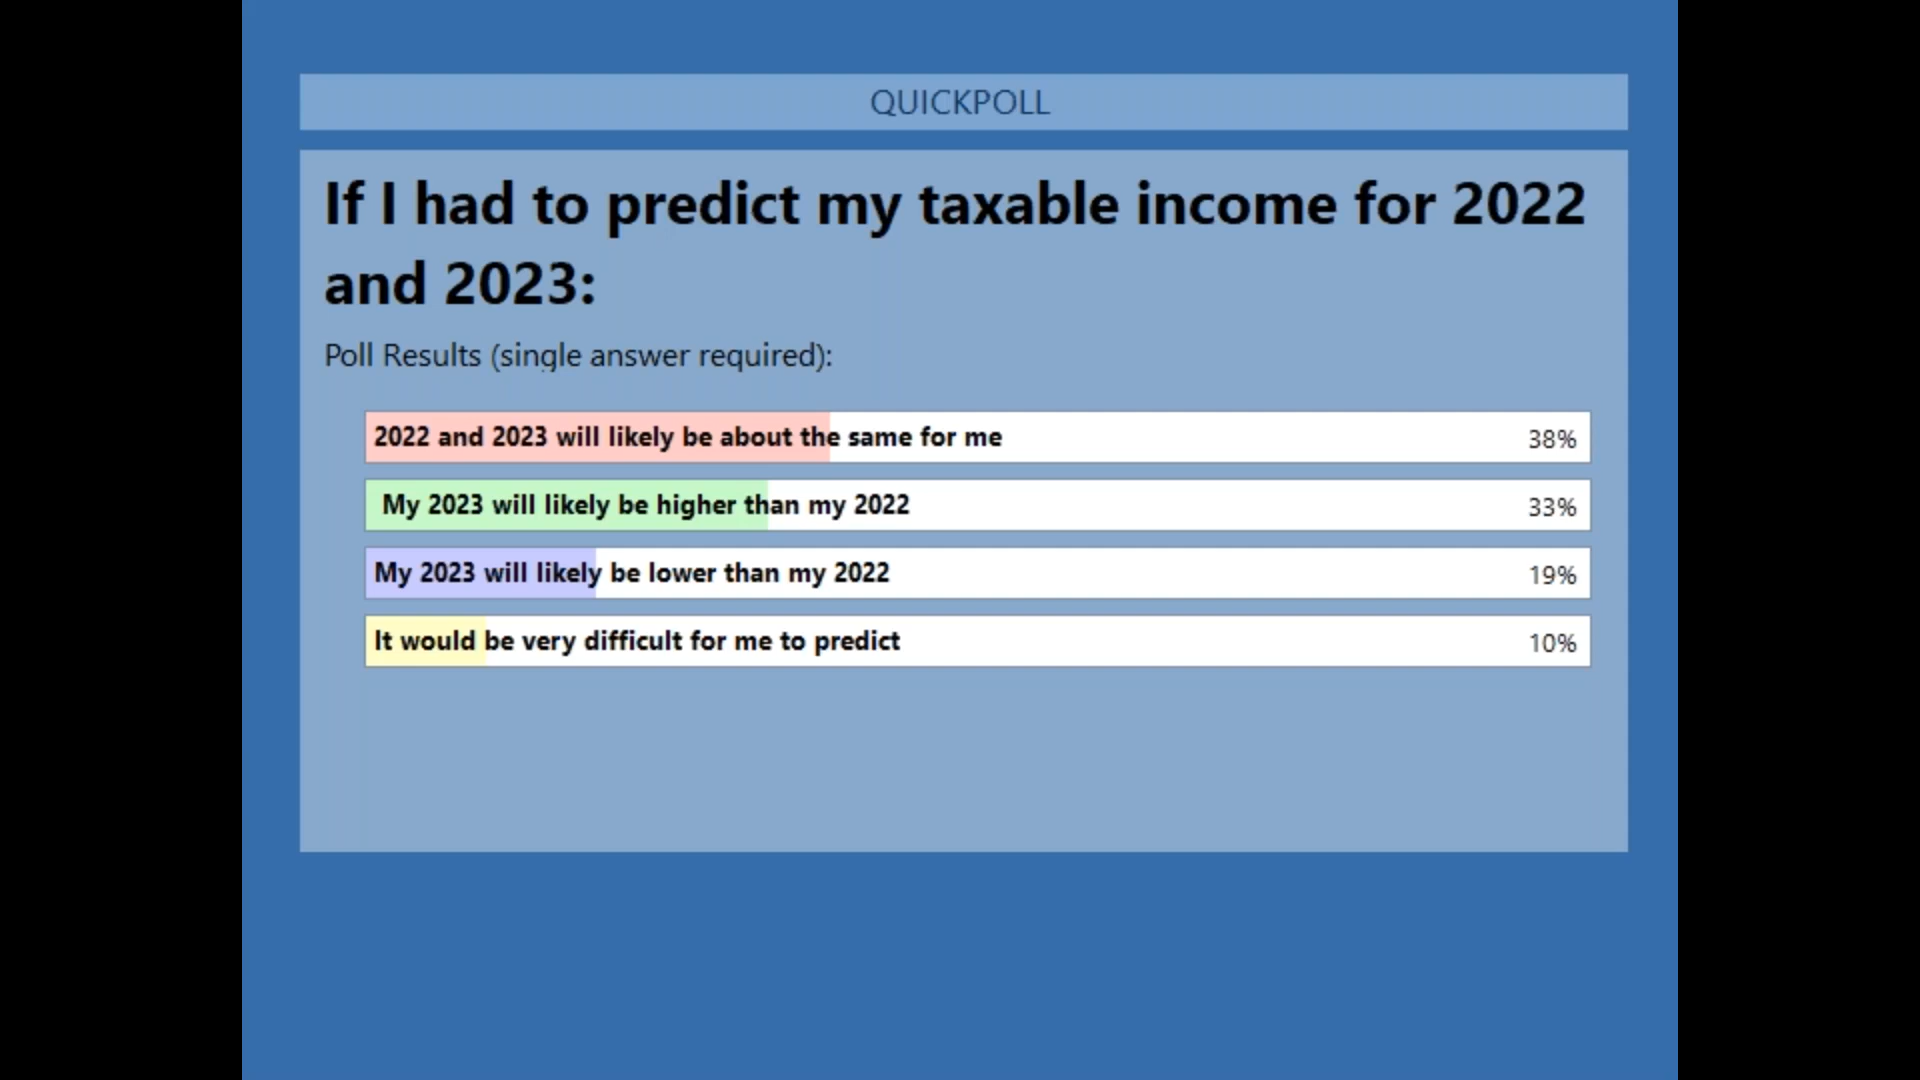 QUICKPOLL
If I had to predict my taxable income for 2022
and 2023:
Poll Results (single answer required):
2022 and 2023 will likely be about the same for me 38%
My 2023 will likely be higher than my 2022 33%
My 2023 will likely be lower than my 2022 19%
It would be very difficult for me to predict 10%